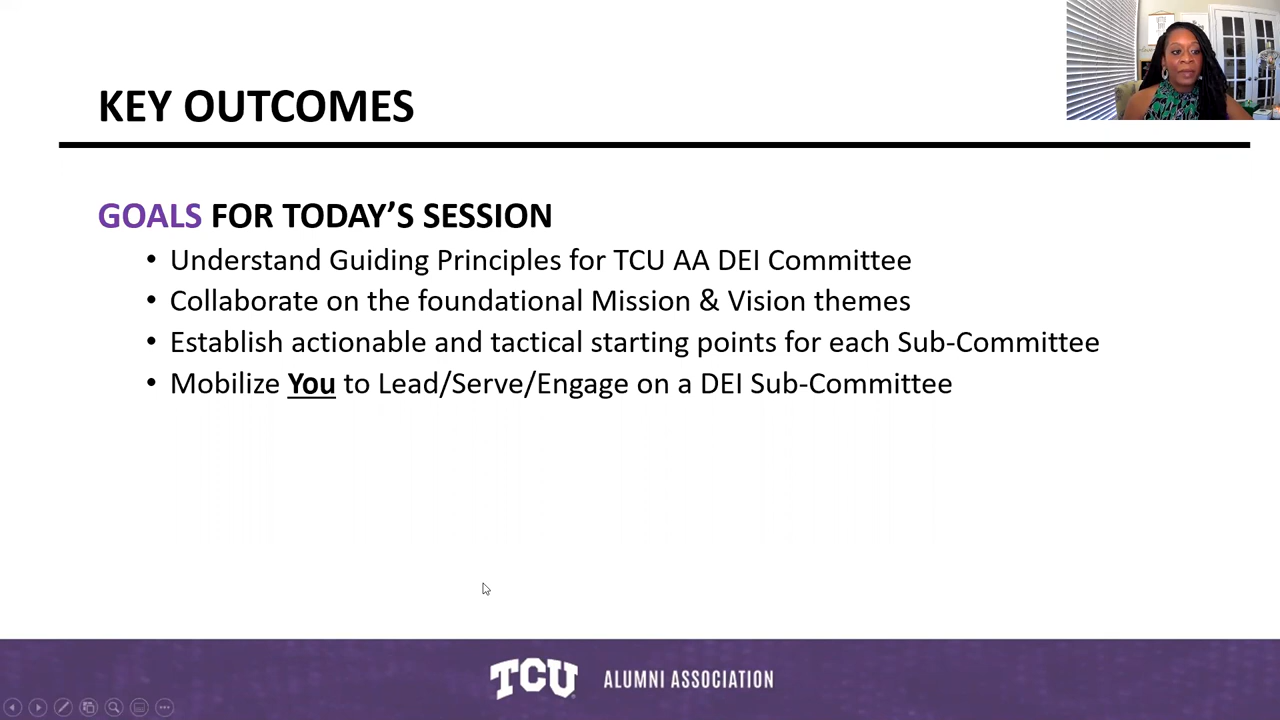 KEY OUTCOMES
GOALS FOR TODAY’S SESSION
• Understand Guiding Principles for TCU AA DEI Committee
• Collaborate on the foundational Mission & Vision themes
• Establish actionable and tactical starting points for each Sub-Committee
• Mobilize You to Lead/Serve/Engage on a DEI Sub-Committee
TCU ALUMNI ASSOCIATION